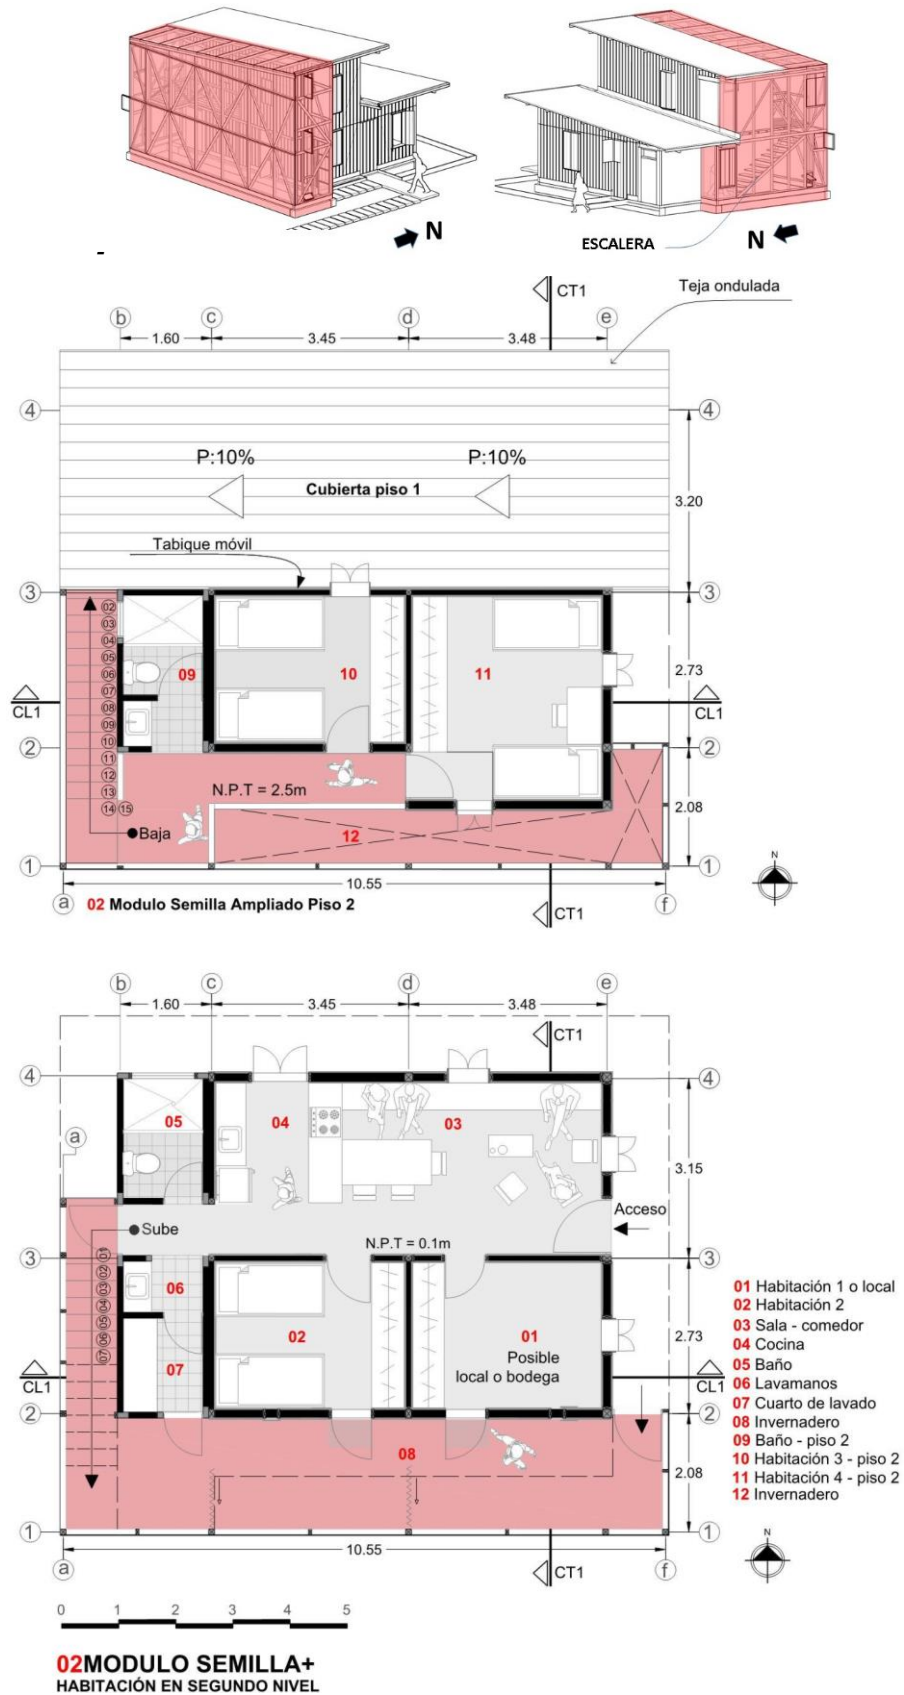 N
ESCALERA
N
CT1
Teja ondulada
b
c
d
e
1.60
3.45
3.48
4
4
P:10%
P:10%
Cubierta piso 1
3.20
Tabique móvil
3
3
02
03
04
05
06
07
08
09
10
11
12
13
14 15
09
10
11
2.73
CL1
CL1
2
2
N.P.T = 2.5m
2.08
Baja
12
1
1
10.55
N
a
02 Modulo Semilla Ampliado Piso 2
CT1
f
b
c
d
e
1.60
3.45
3.48
CT1
4
4
05
04
03
a
3.15
Acceso
Sube
N.P.T = 0.1m
3
3
01
02
03
04
05
06
07
06
02
01
Posible
local o bodega
07
2.73
CL1
CL1
2
2
08
2.08
1
1
10.55
N
a
f
CT1
01 Habitación 1 o local
02 Habitación 2
03 Sala - comedor
04 Cocina
05 Baño
06 Lavamanos
07 Cuarto de lavado
08 Invernadero
09 Baño - piso 2
10 Habitación 3 - piso 2
11 Habitación 4 - piso 2
12 Invernadero
0 1 2 3 4 5
02MODULO SEMILLA+
HABITACIÓN EN SEGUNDO NIVEL